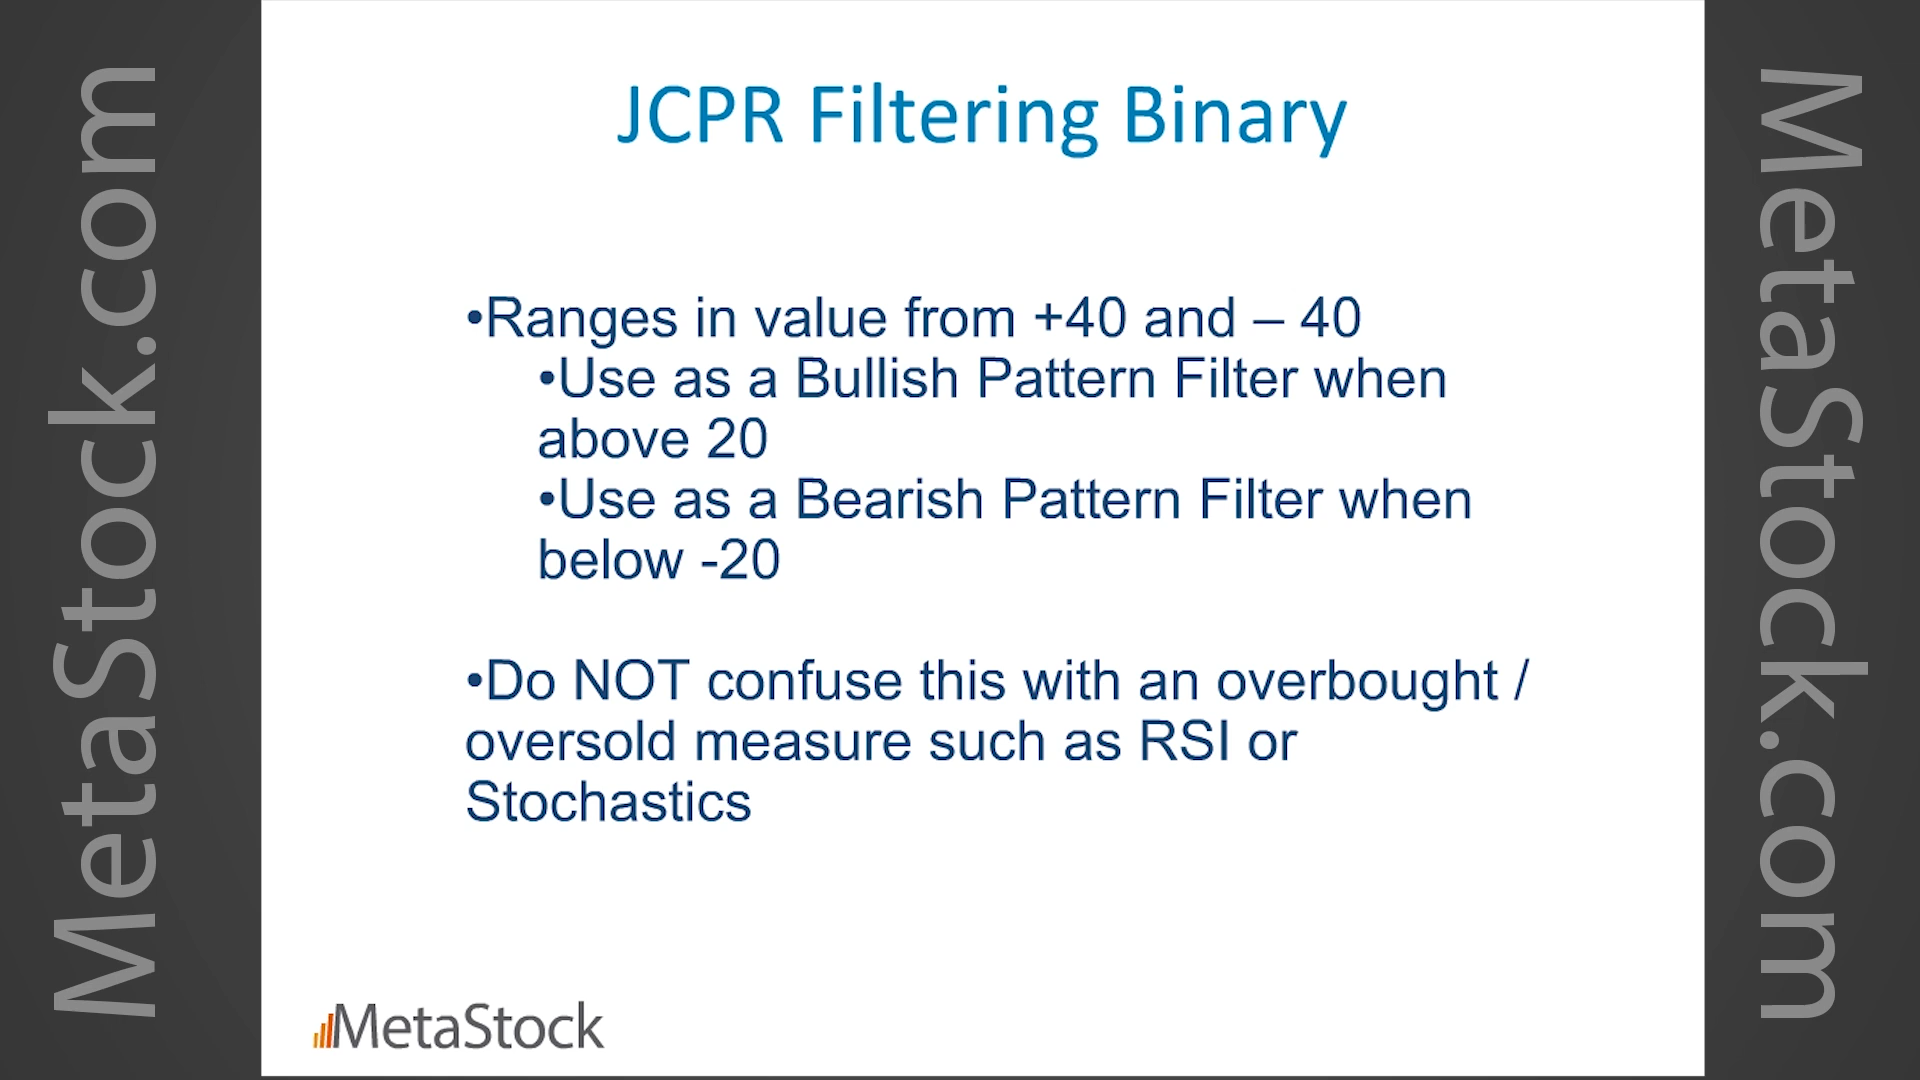 MetaStock.com
JCPR Filtering Binary
•Ranges in value from +40 and – 40
•Use as a Bullish Pattern Filter when
above 20
•Use as a Bearish Pattern Filter when
below -20
•Do NOT confuse this with an overbought /
oversold measure such as RSI or
Stochastics
MetaStock
MetaStock.com